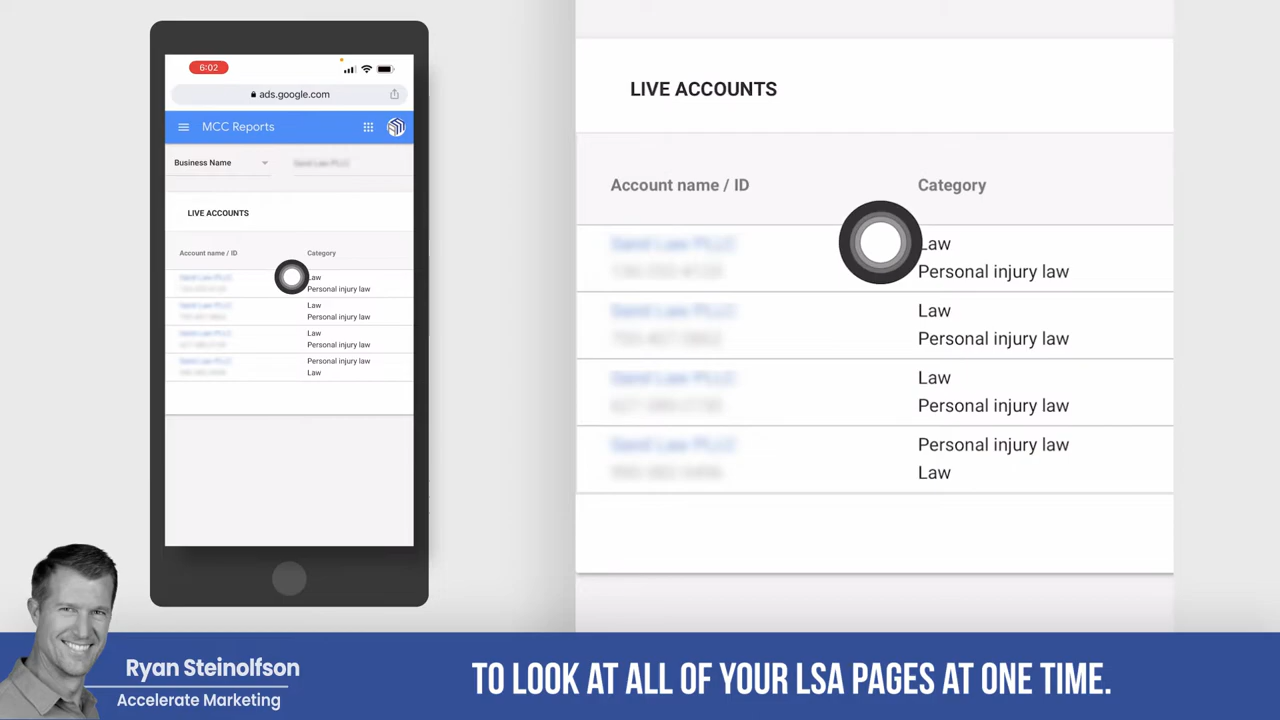 6:02
ads.google.com
MCC Reports
Business Name
LIVE ACCOUNTS
Account name / ID
Category
Law
Personal injury law
Law
Personal injury law
Law
Personal injury law
Personal injury law
Law
LIVE ACCOUNTS
Account name / ID
Category
Law
Personal injury law
Law
Personal injury law
Law
Personal injury law
Personal injury law
Law
Ryan Steinolfson
Accelerate Marketing
TO LOOK AT ALL OF YOUR LSA PAGES AT ONE TIME.